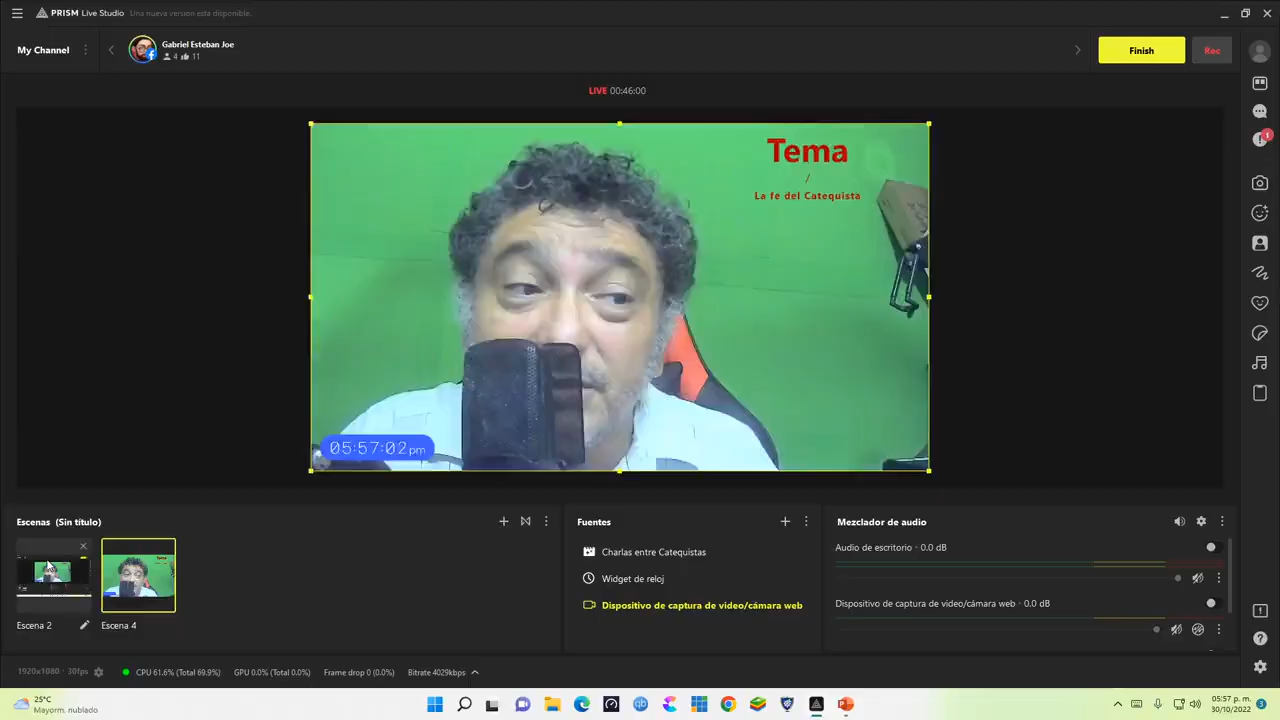 PRISM Live Studio Una nueva versión esta disponible.
My Channel
Gabriel Esteban Joe
4 11
Finish
Rec
LIVE 00:46:00
1
Tema
/
La fe del Catequista
05:57:02 pm
Escenas (Sin título)
Escena 2
Escena 4
Fuentes
Charlas entre Catequistas
Widget de reloj
Dispositivo de captura de video/cámara web
Mezclador de audio
Audio de escritorio · 0.0 dB
Dispositivo de captura de video/cámara web · 0.0 dB
1920x1080 · 30fps
CPU 61.6% (Total 69.9%)
GPU 0.0% (Total 0.0%)
Frame drop 0 (0.0%)
Bitrate 4029kbps
25°C
Mayorm. nublado
05:57 p. m.
30/10/2022
3